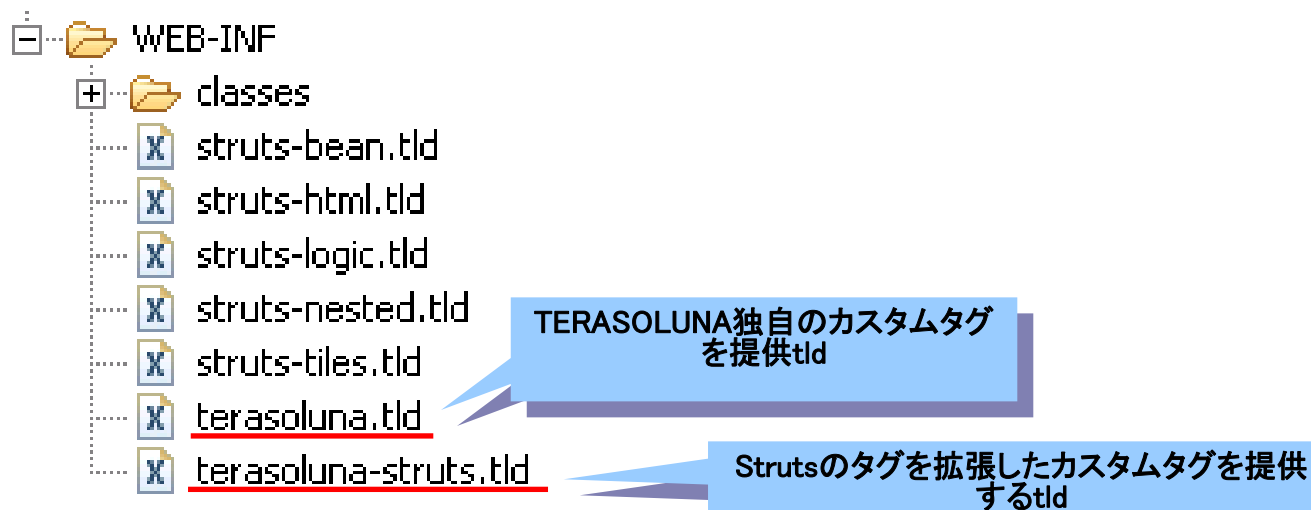 WEB-INF
classes
struts-bean.tld
struts-html.tld
struts-logic.tld
struts-nested.tld
struts-tiles.tld
terasoluna.tld
terasoluna-struts.tld
TERASOLUNA独自のカスタムタグ
を提供tld
Strutsのタグを拡張したカスタムタグを提供
するtld